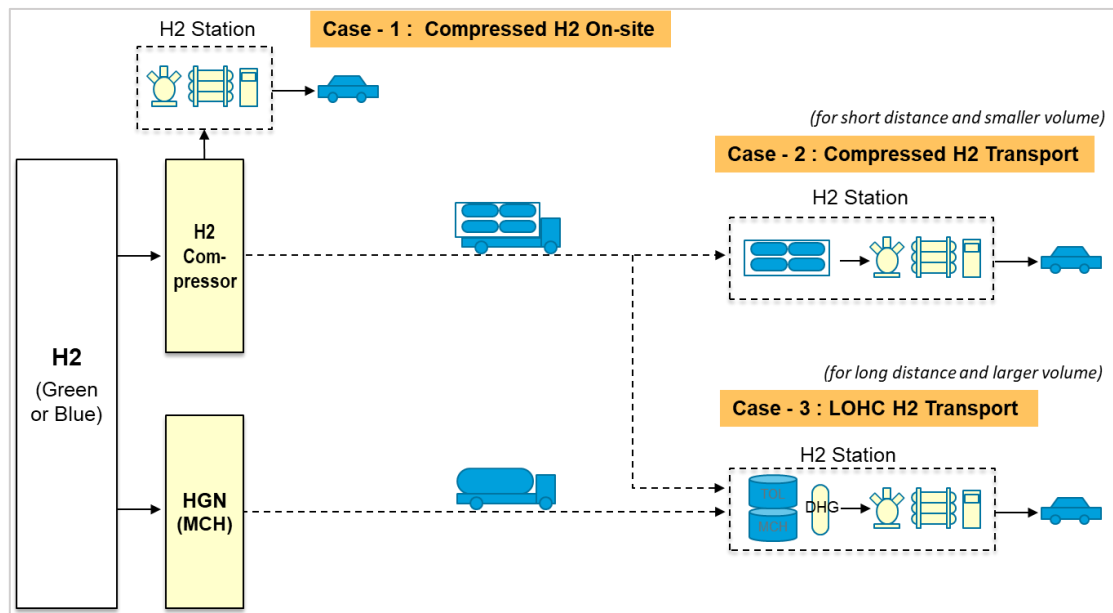 H2 Station
Case - 1 :  Compressed H2 On-site
(for short distance and smaller volume)
Case - 2 : Compressed H2 Transport
H2 Station
H2
Com-
pressor
H2
(Green
or Blue)
(for long distance and larger volume)
Case - 3 : LOHC H2 Transport
H2 Station
HGN
(MCH)
TOL
MCH
DHG